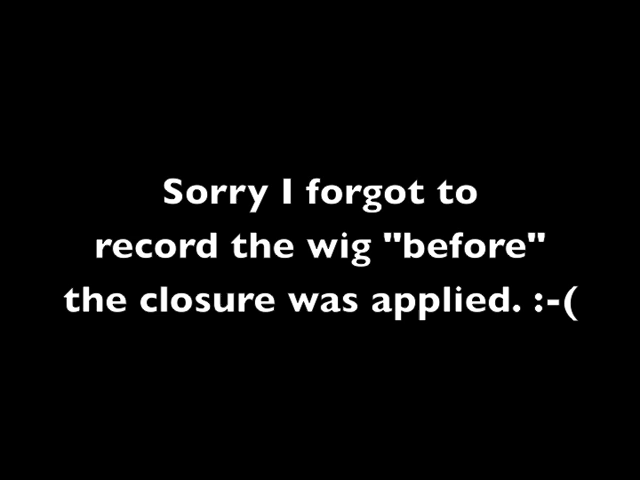 Sorry I forgot to
record the wig "before"
the closure was applied. :-(